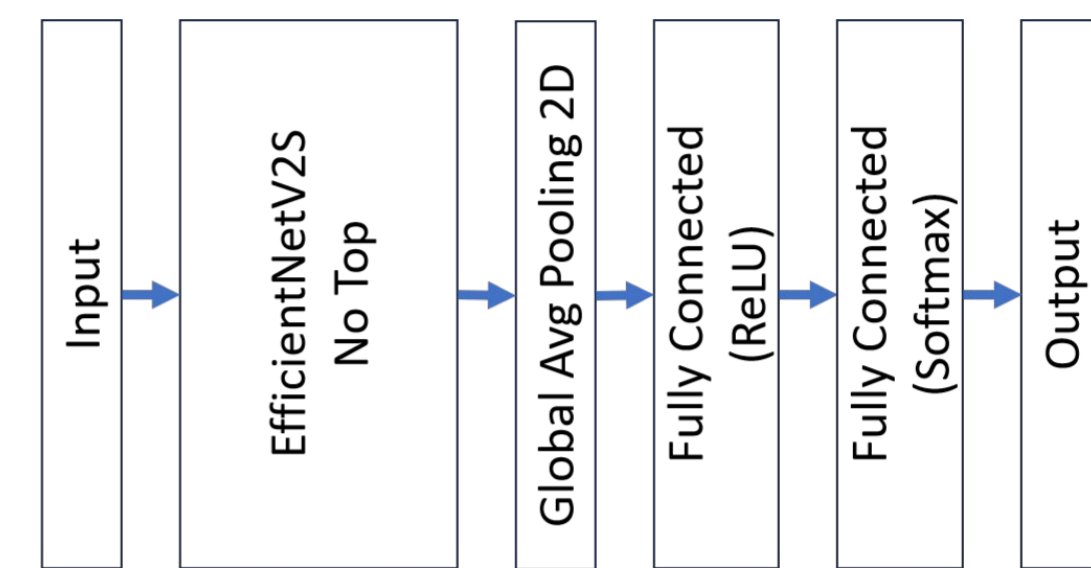 Input
EfficientNetV2S
No Top
Global Avg Pooling 2D
Fully Connected
(ReLU)
Fully Connected
(Softmax)
Output